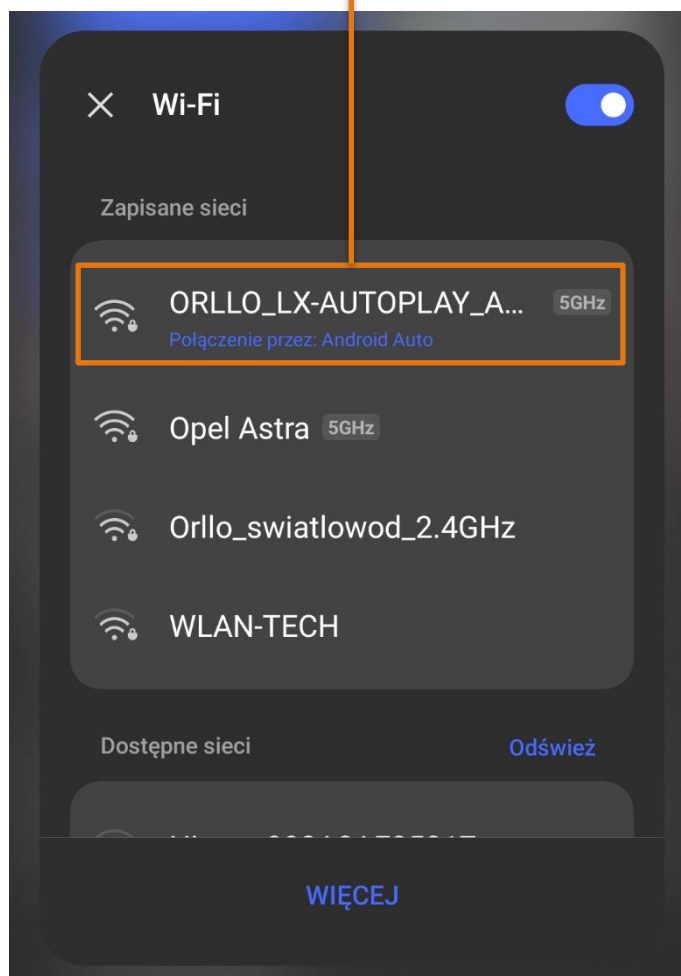 Wi-Fi
Zapisane sieci
ORLLO_LX-AUTOPLAY_A... 5GHz
Połączenie przez: Android Auto
Opel Astra 5GHz
Orllo_swiatlowod_2.4GHz
WLAN-TECH
Dostępne sieci Odśwież
WIĘCEJ